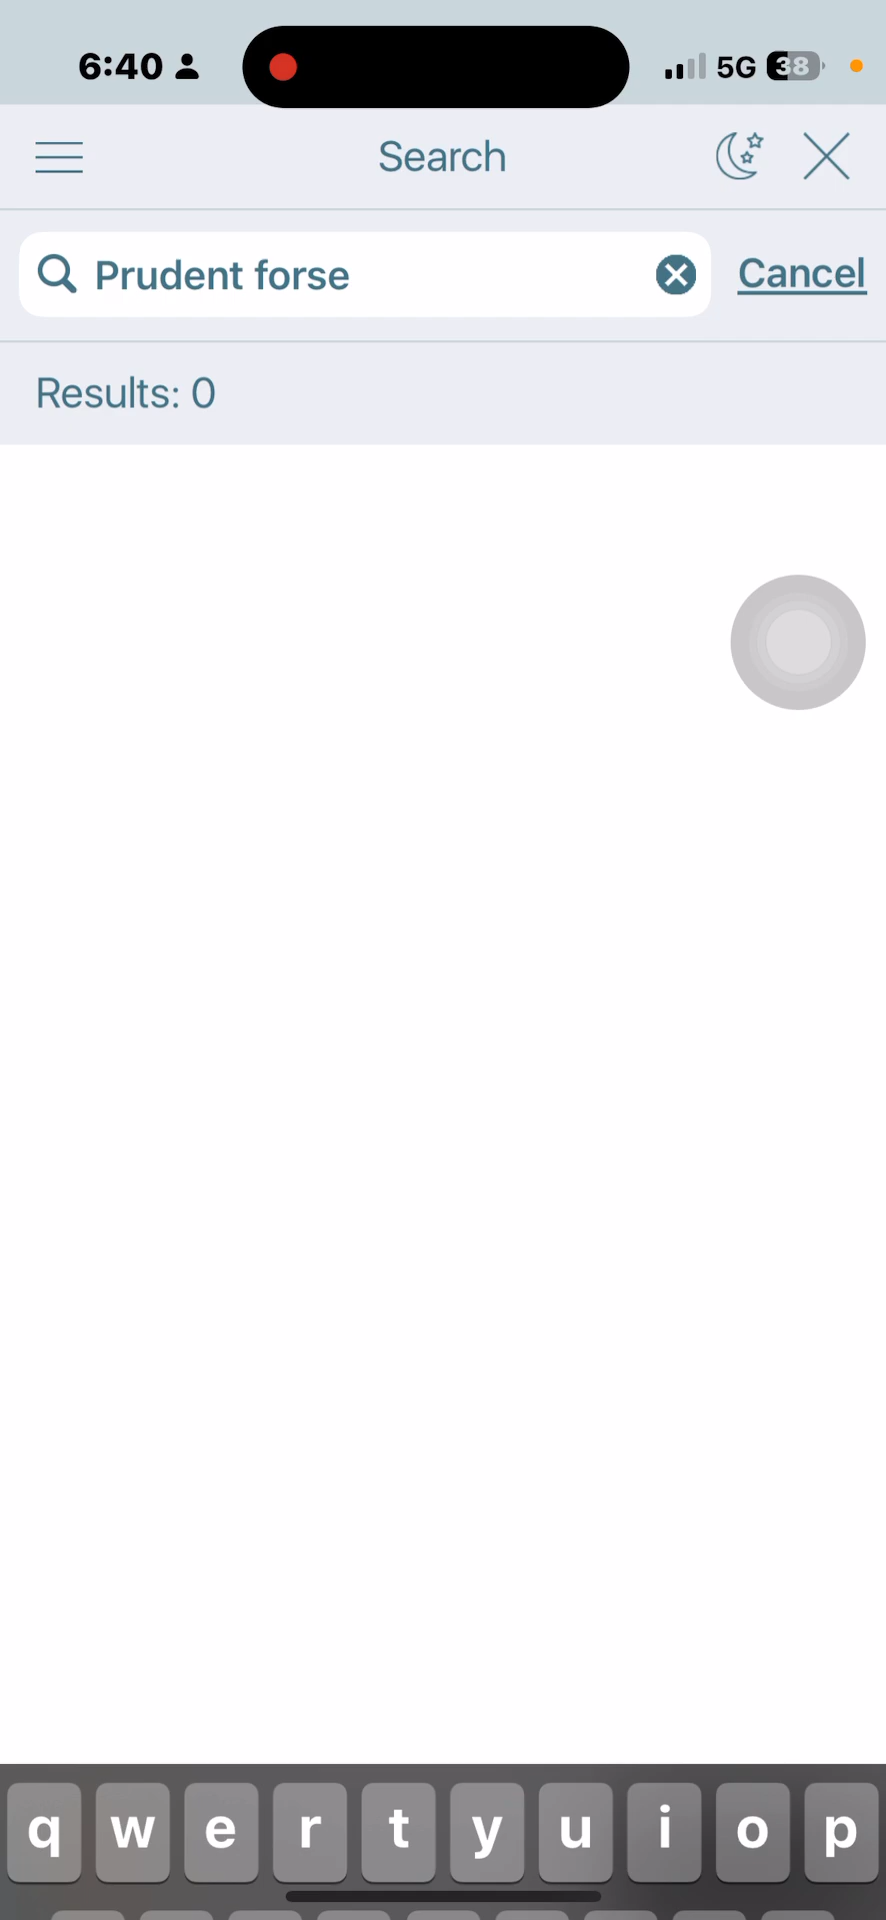 6:40 5G 38
Search
Prudent forse Cancel
Results: 0
q w e r t y u i o p